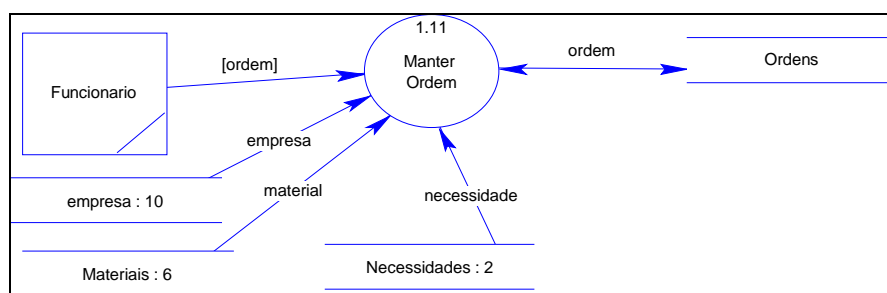 1.11
Manter
Ordem
[ordem]
ordem
Ordens
Funcionario
empresa
empresa : 10
material
necessidade
Materiais : 6
Necessidades : 2